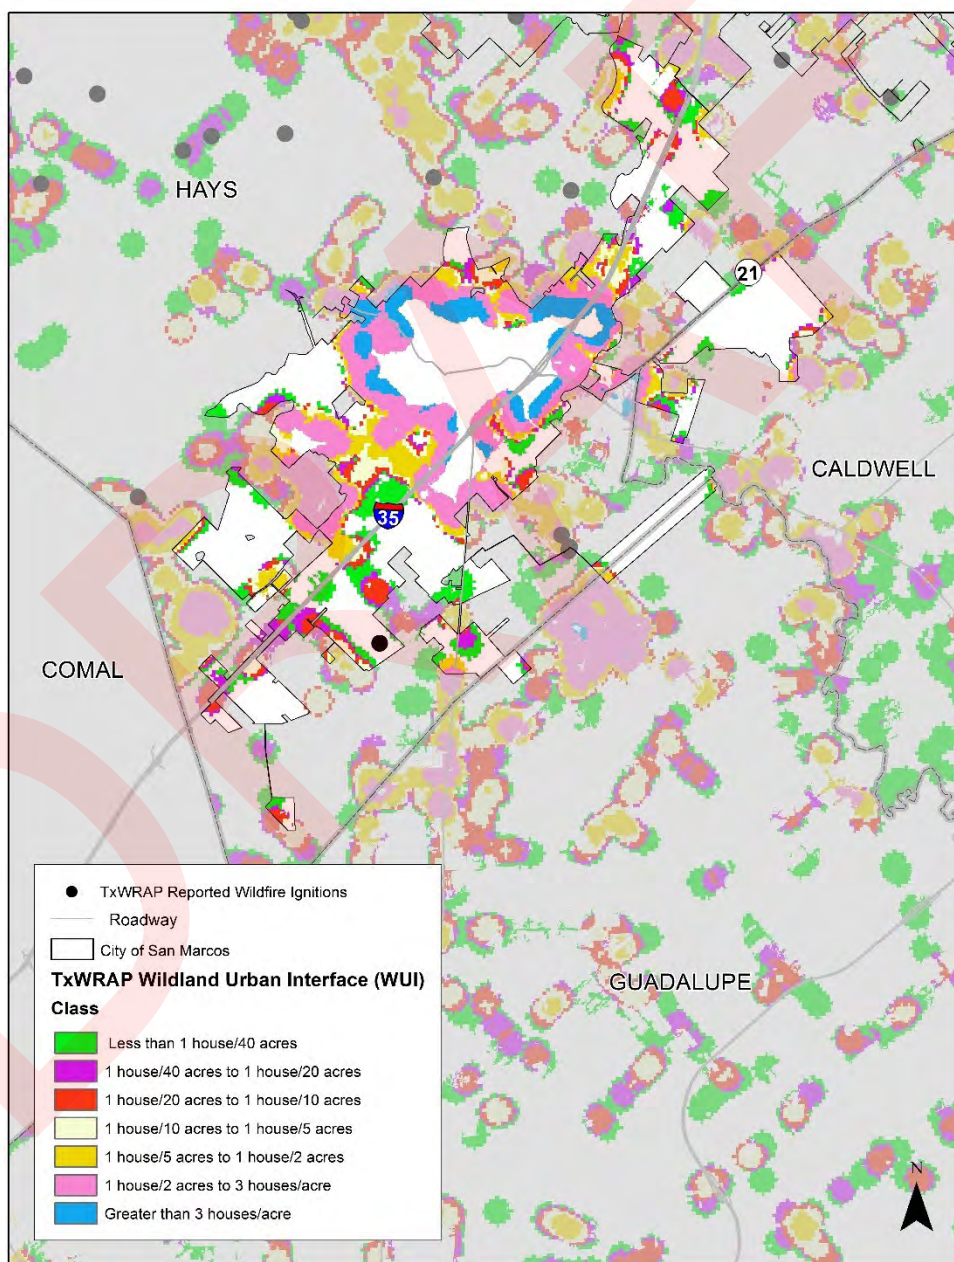 HAYS
21
CALDWELL
35
COMAL
GUADALUPE
TxWRAP Reported Wildfire Ignitions
Roadway
City of San Marcos
TxWRAP Wildland Urban Interface (WUI)
Class
Less than 1 house/40 acres
1 house/40 acres to 1 house/20 acres
1 house/20 acres to 1 house/10 acres
1 house/10 acres to 1 house/5 acres
1 house/5 acres to 1 house/2 acres
1 house/2 acres to 3 houses/acre
Greater than 3 houses/acre
N
DRAFT